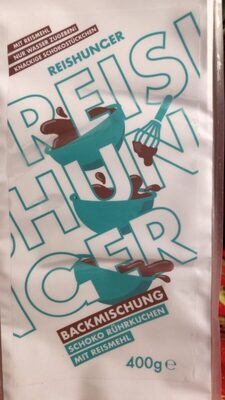 MIT REISMEHL
NUR WASSER ZUGEBEN!
KNACKIGE SCHOKOSTÜCKCHEN
REISHUNGER
REIS
HUN
GER
BACKMISCHUNG
SCHOKO RÜHRKUCHEN
MIT REISMEHL
400g ℮